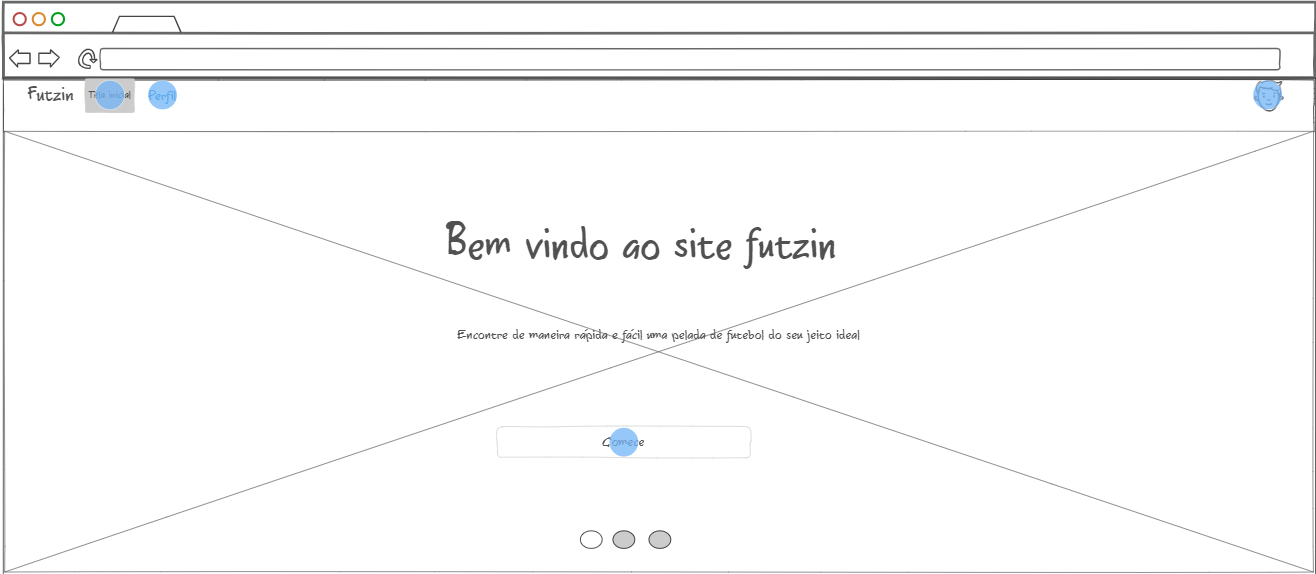 Futzin Tela inicial Perfil
Bem vindo ao site futzin
Encontre de maneira rápida e fácil uma pelada de futebol do seu jeito ideal
Comece